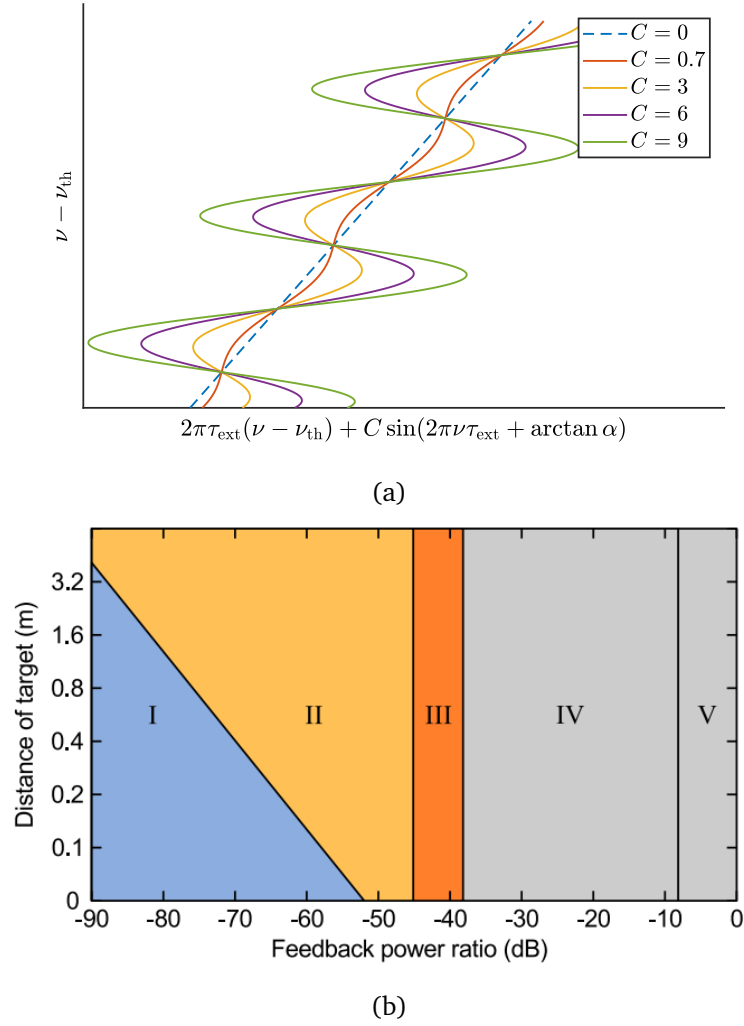 C = 0
C = 0.7
C = 3
C = 6
C = 9
ν − ν_th
2πτ_ext(ν − ν_th) + C sin(2πντ_ext + arctan α)
(a)
Distance of target (m)
3.2
1.6
0.8
0.4
0.2
0.1
0
I II III IV V
-90 -80 -70 -60 -50 -40 -30 -20 -10 0
Feedback power ratio (dB)
(b)